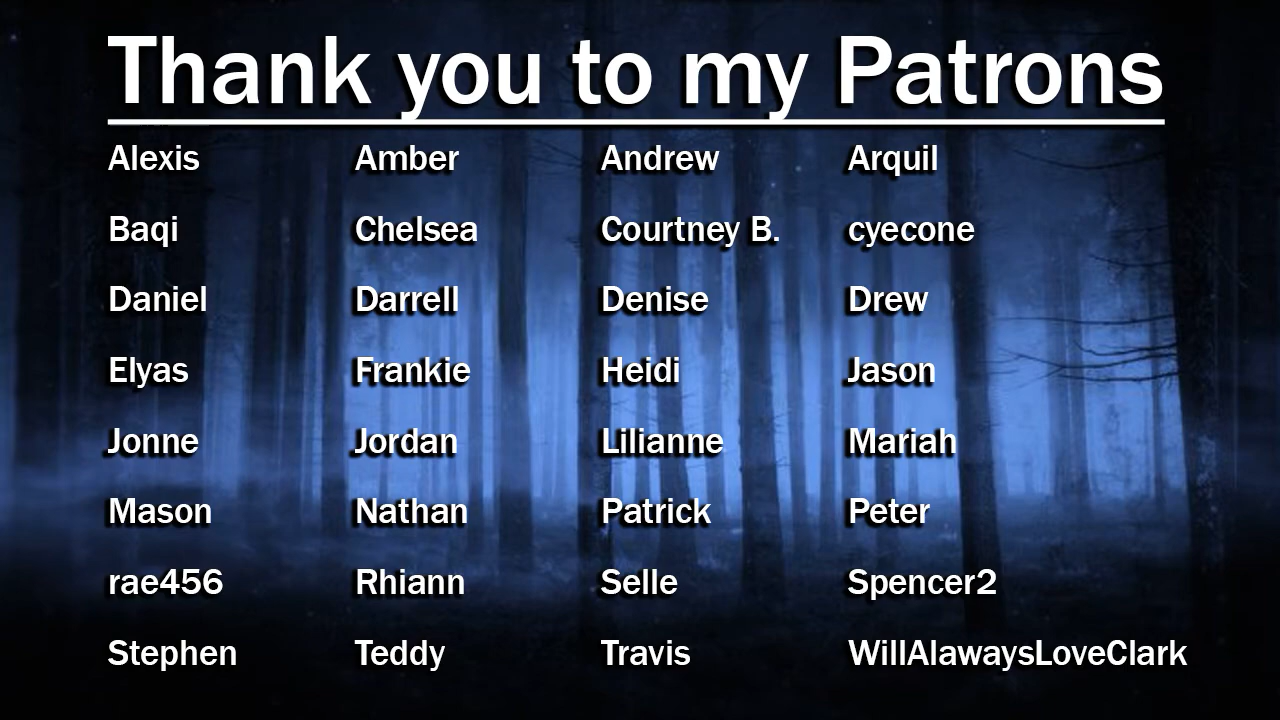 Thank you to my Patrons
Alexis Amber Andrew Arquil
Baqi Chelsea Courtney B. cyecone
Daniel Darrell Denise Drew
Elyas Frankie Heidi Jason
Jonne Jordan Lilianne Mariah
Mason Nathan Patrick Peter
rae456 Rhiann Selle Spencer2
Stephen Teddy Travis WillAlawaysLoveClark